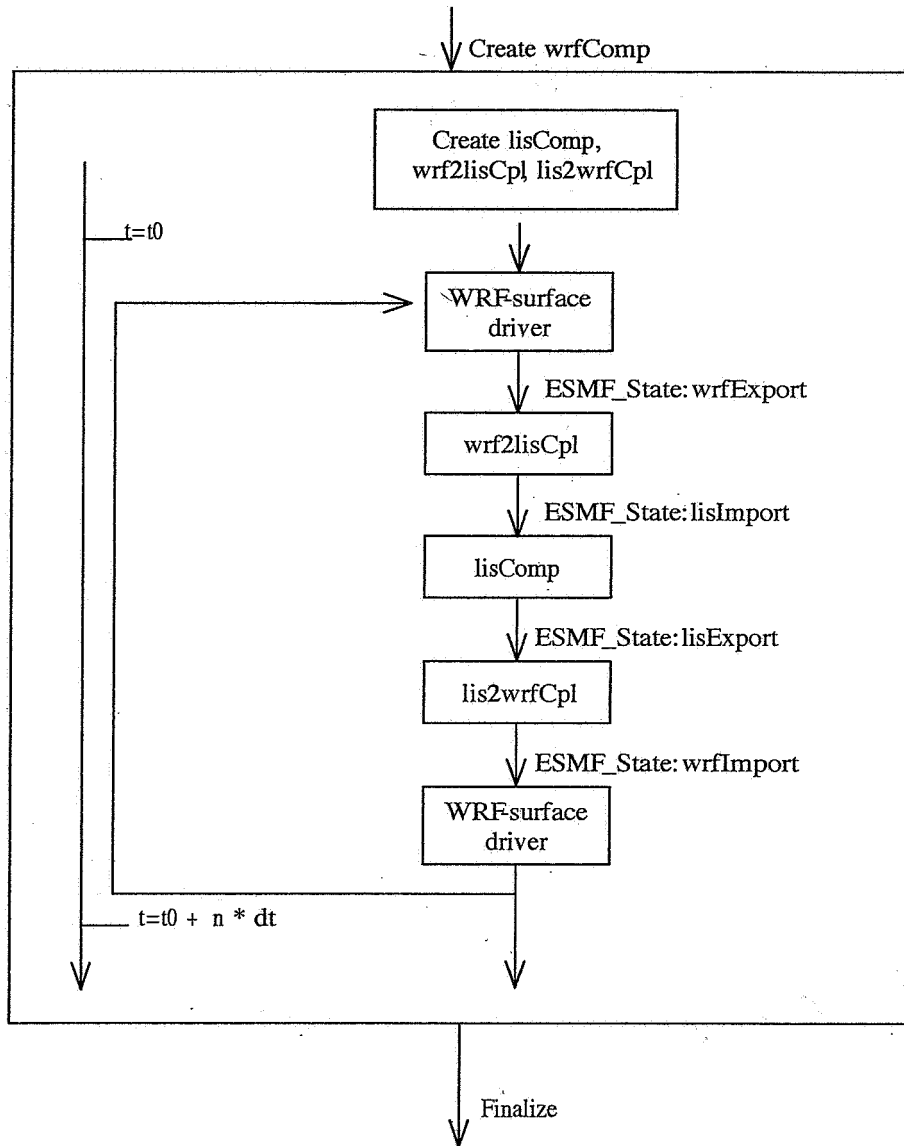 Create wrfComp
Create lisComp,
wrf2lisCpl, lis2wrfCpl
t=t0
WRF-surface
driver
ESMF_State: wrfExport
wrf2lisCpl
ESMF_State: lisImport
lisComp
ESMF_State: lisExport
lis2wrfCpl
ESMF_State: wrfImport
WRF-surface
driver
t=t0 + n * dt
Finalize